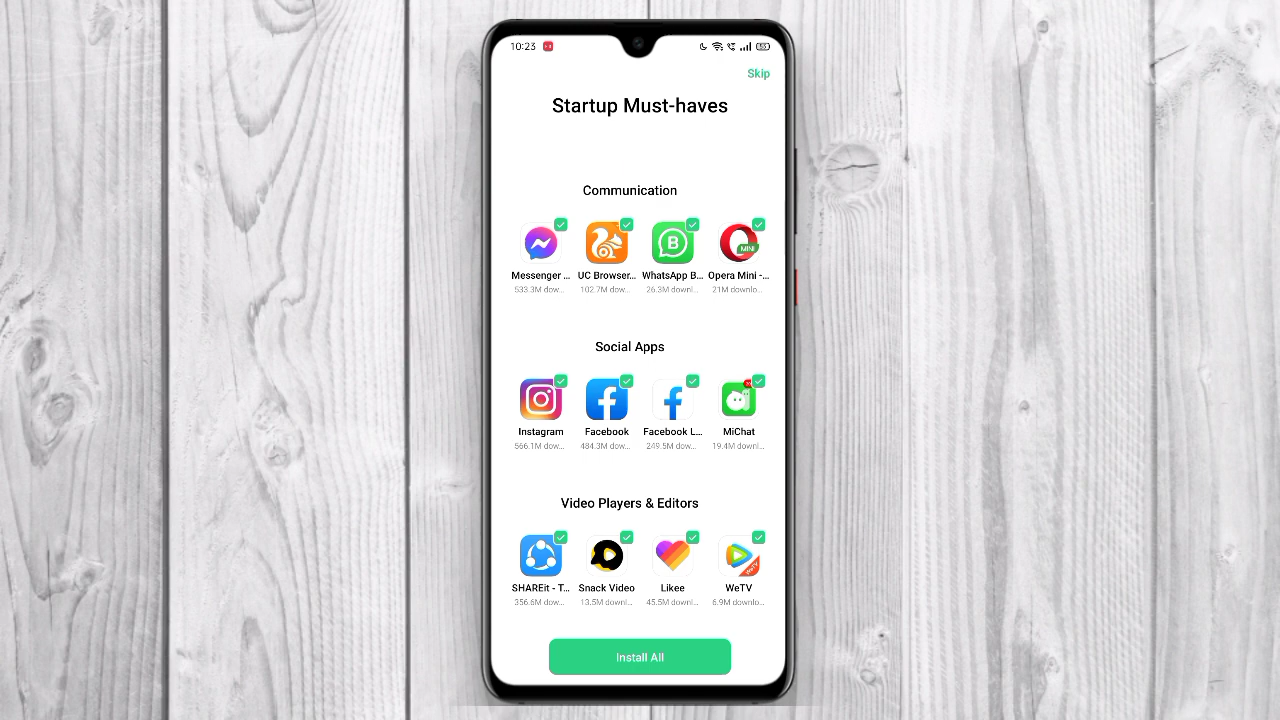 10:23
Skip
Startup Must-haves
Communication
Messenger ... UC Browser... WhatsApp B... Opera Mini -...
533.3M dow... 102.7M dow... 26.3M downl... 21M downlo...
Social Apps
Instagram Facebook Facebook L... MiChat
566.1M dow... 484.3M dow... 249.5M dow... 19.4M downl...
Video Players & Editors
SHAREit - T... Snack Video Likee WeTV
356.6M dow... 13.5M downl... 45.5M downl... 6.9M downlo...
Install All